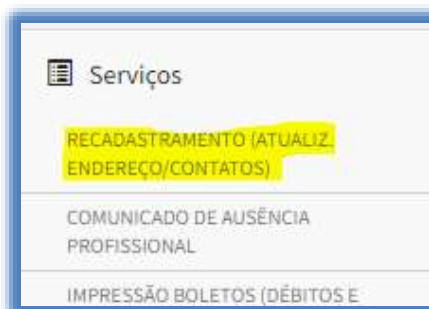 Serviços
RECADASTRAMENTO (ATUALIZ.
ENDEREÇO/CONTATOS)
COMUNICADO DE AUSÊNCIA
PROFISSIONAL
IMPRESSÃO BOLETOS (DÉBITOS E